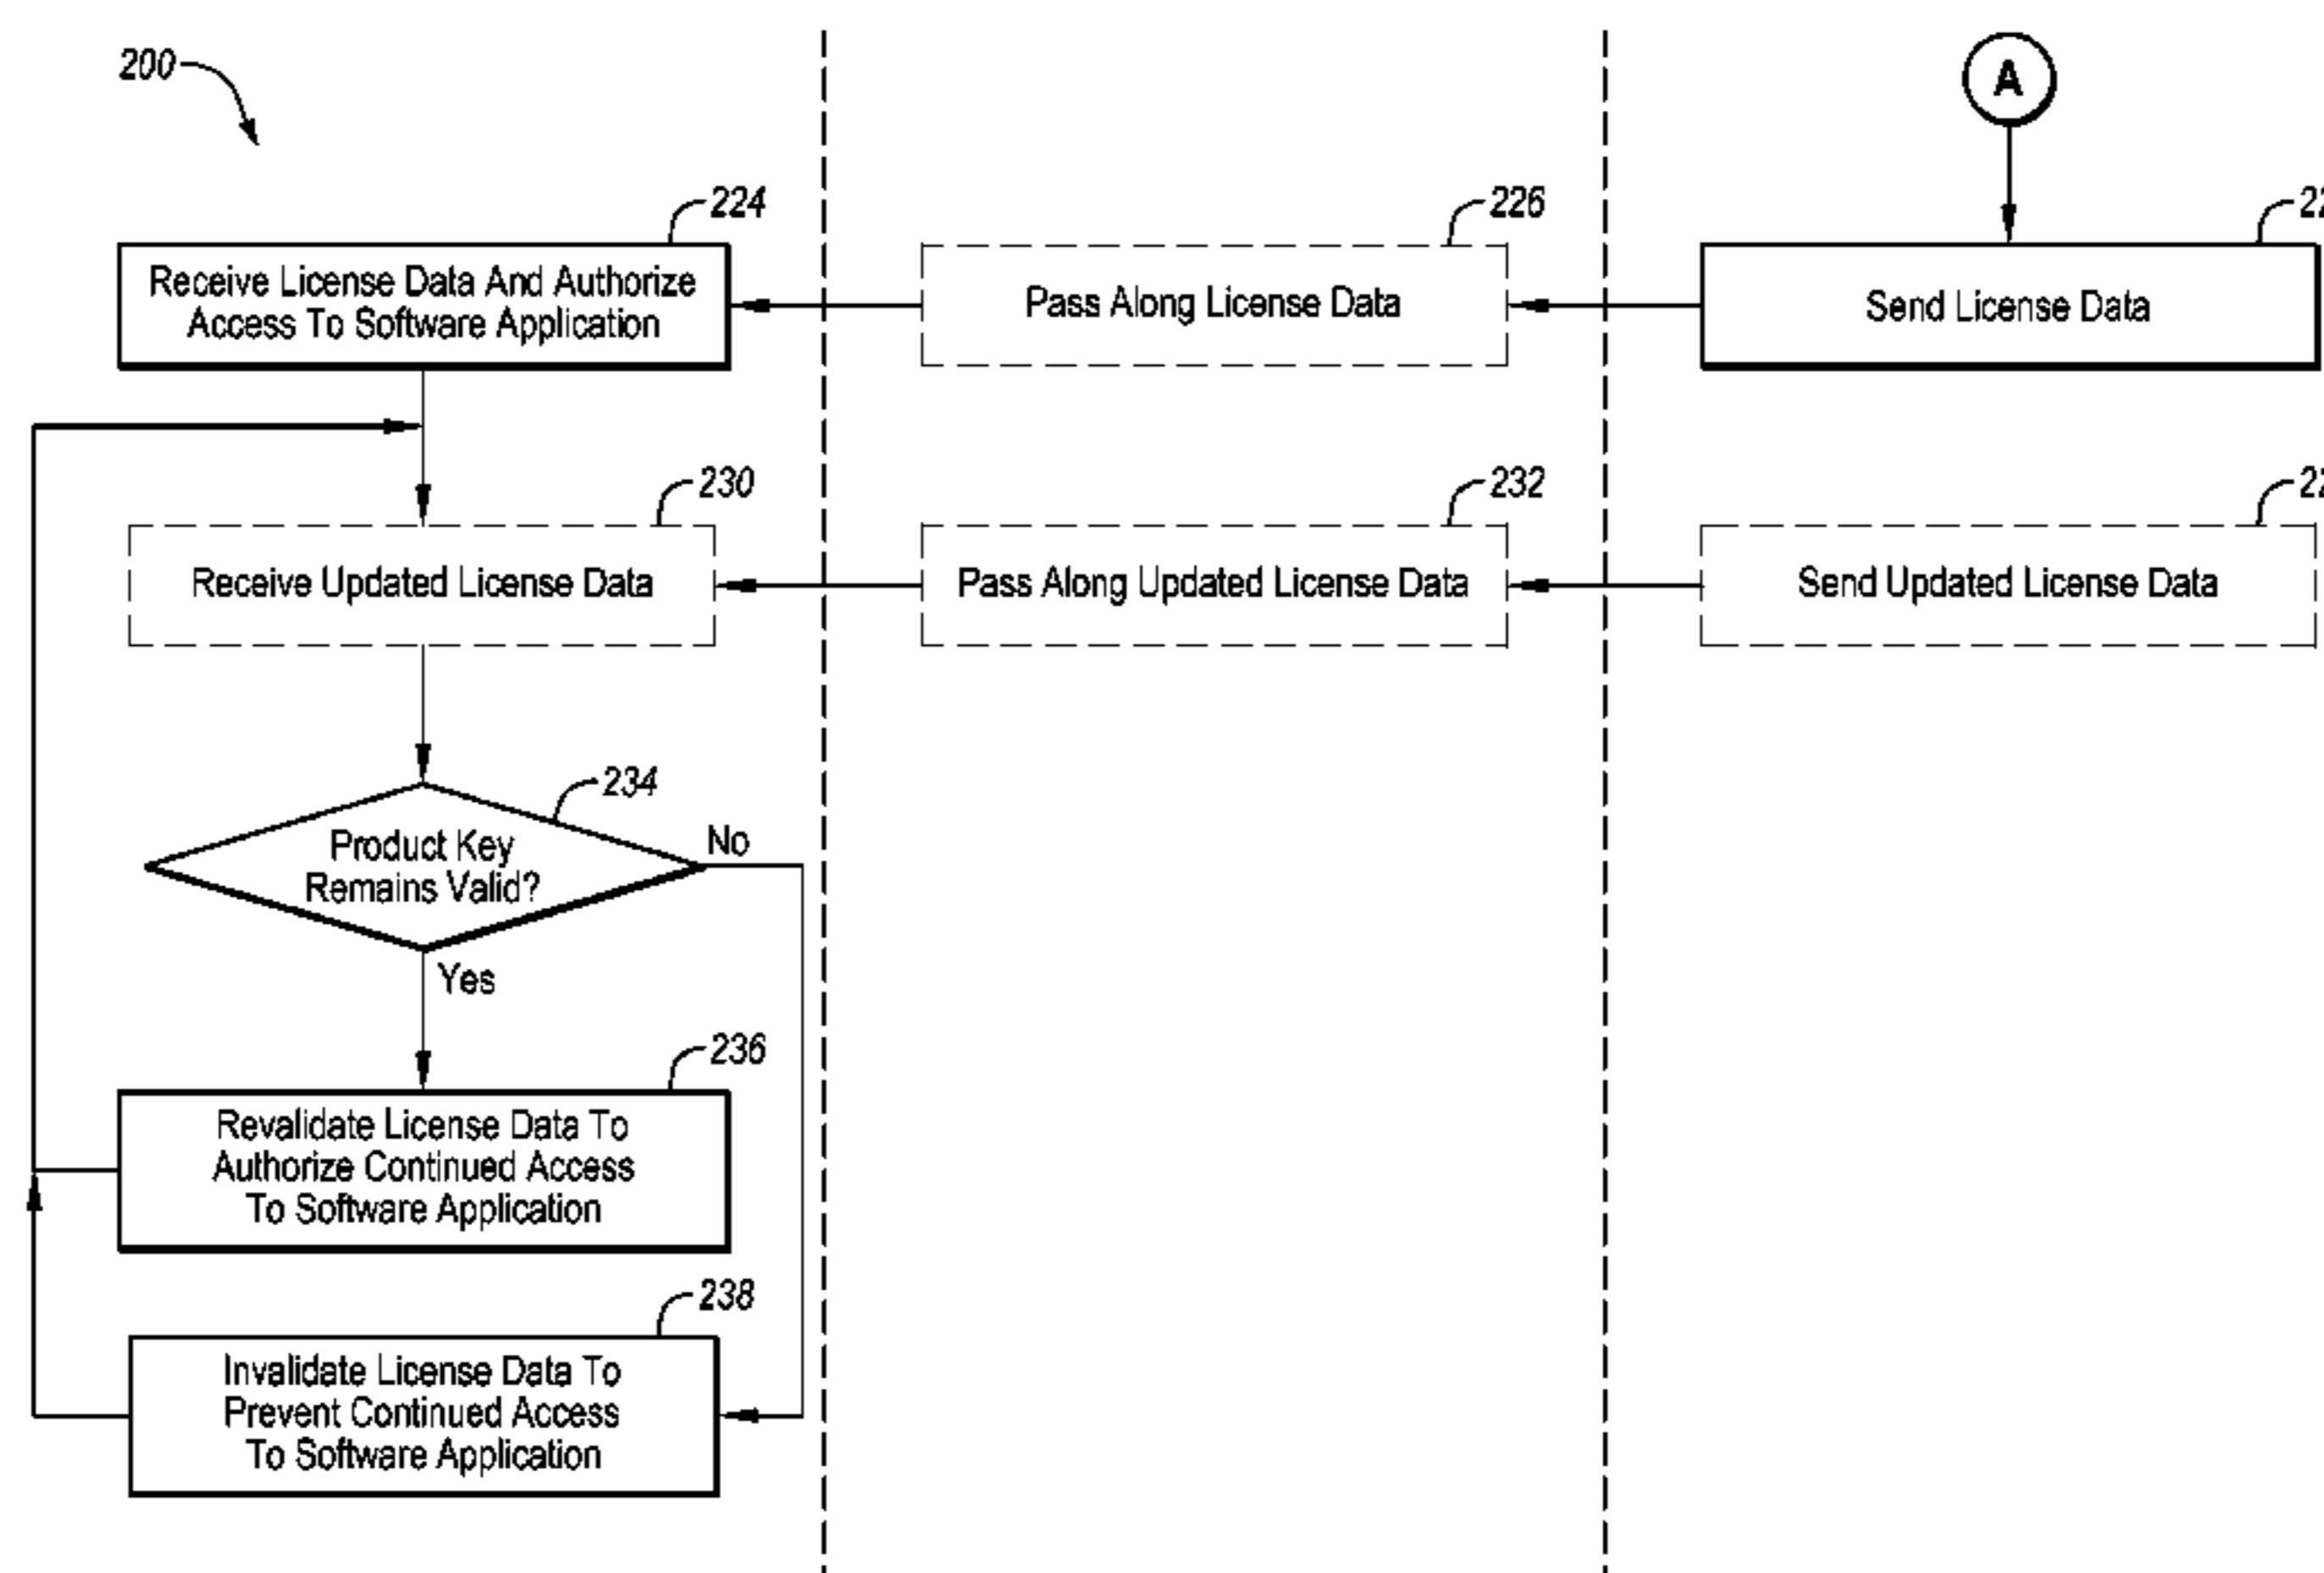 200
A
224
226
Receive License Data And Authorize
Access To Software Application
Pass Along License Data
Send License Data
230
232
Receive Updated License Data
Pass Along Updated License Data
Send Updated License Data
234
Product Key
Remains Valid?
No
Yes
236
Revalidate License Data To
Authorize Continued Access
To Software Application
238
Invalidate License Data To
Prevent Continued Access
To Software Application